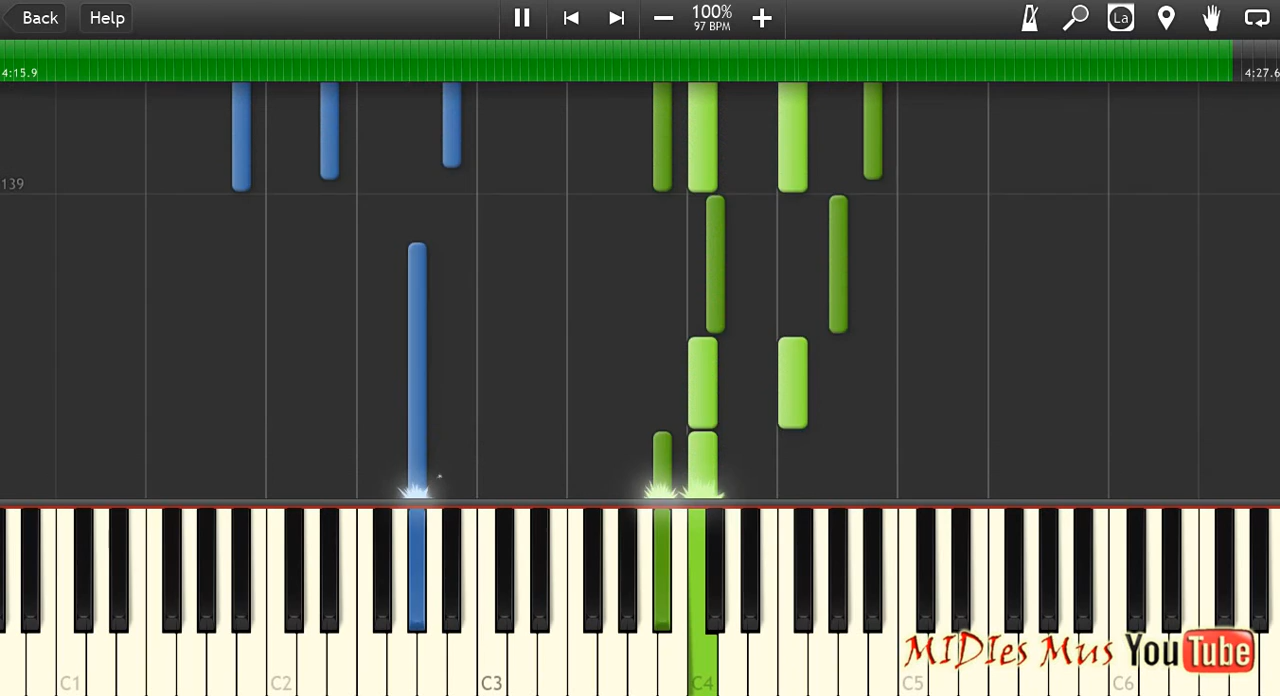 Back Help 100%
97 BPM
La
4:15.9 4:27.6
139
MIDIes Mus YouTube
C1 C2 C3 C4 C5 C6